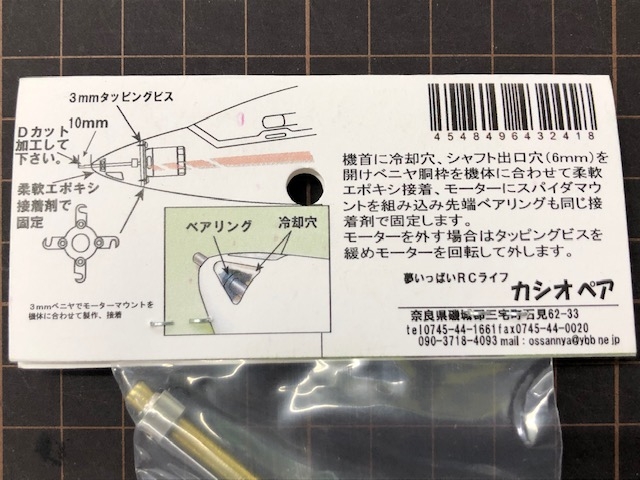 3mmタッピングビス
10mm
Dカット
加工して
下さい、
柔軟エポキシ
接着剤で
固定
ベアリング
冷却穴
3mmベニヤでモーターマウントを
機体に合わせて製作、接着
4548496432418
機首に冷却穴、シャフト出口穴(6mm)を
開けベニヤ胴枠を機体に合わせて柔軟
エポキシ接着、モーターにスパイダマウ
ントを組み込み先端ベアリングも同じ接
着剤で固定します。
モーターを外す場合はタッピングビスを
緩めモーターを回転して外します。
夢いっぱいRCライフ
カシオペア
奈良県磯城郡三宅町石見62-33
tel0745-44-1661fax0745-44-0020
090-3718-4093 mail:ossannya@ybb.ne.jp